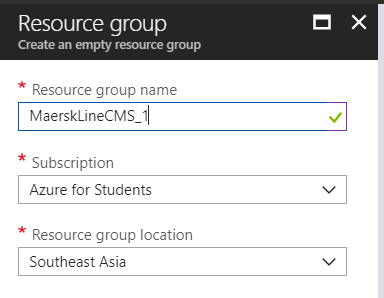 Resource group
Create an empty resource group
* Resource group name
MaerskLineCMS_1
* Subscription
Azure for Students
* Resource group location
Southeast Asia